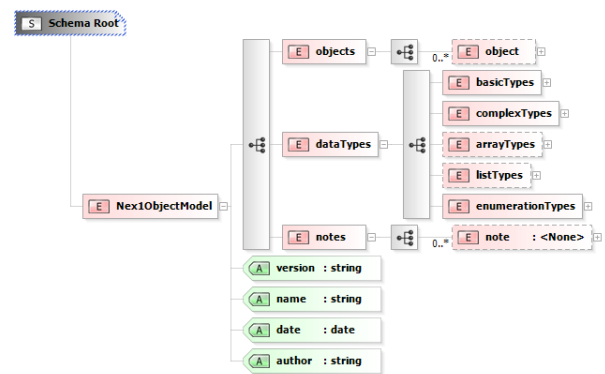 S Schema Root
E objects
0..*
E object
E basicTypes
E complexTypes
E dataTypes
E arrayTypes
E listTypes
E Nex1ObjectModel
E enumerationTypes
E notes
0..*
E note : <None>
A version : string
A name : string
A date : date
A author : string